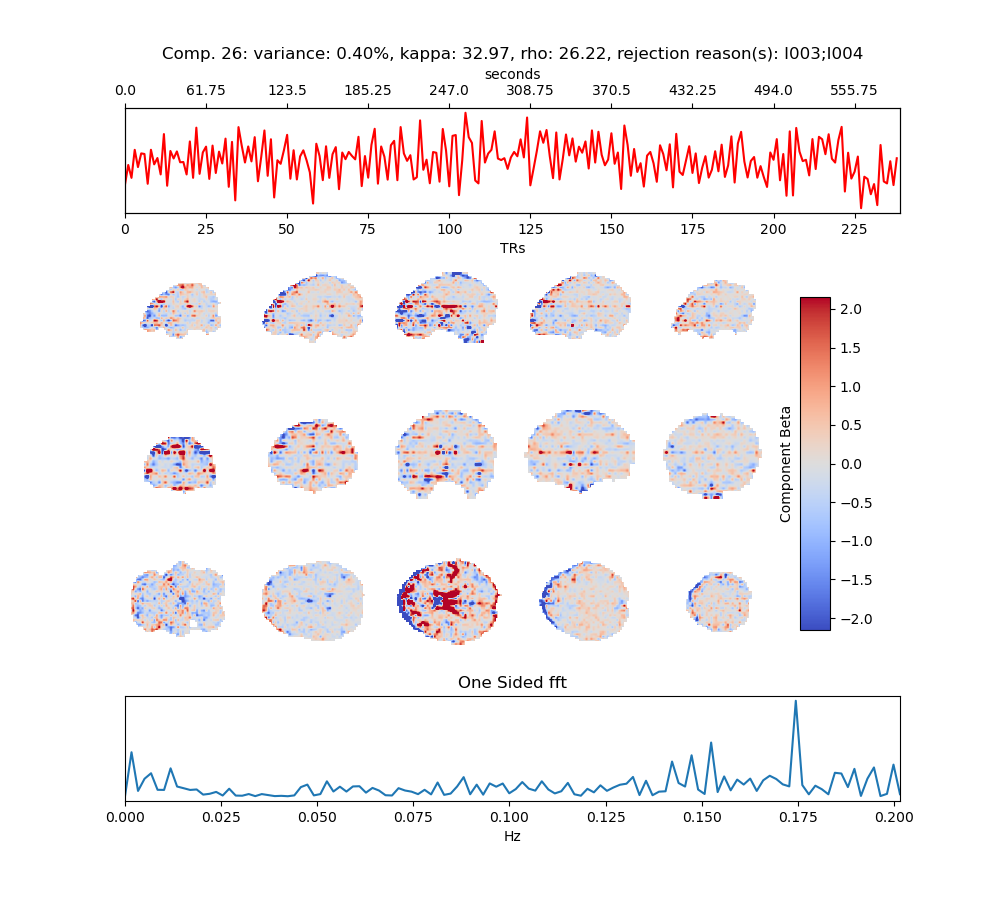 Comp. 26: variance: 0.40%, kappa: 32.97, rho: 26.22, rejection reason(s): I003;I004
seconds
0.0 61.75 123.5 185.25 247.0 308.75 370.5 432.25 494.0 555.75
0 25 50 75 100 125 150 175 200 225
TRs
2.0
1.5
1.0
0.5
0.0
−0.5
−1.0
−1.5
−2.0
Component Beta
One Sided fft
0.000 0.025 0.050 0.075 0.100 0.125 0.150 0.175 0.200
Hz